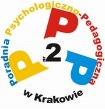 Poradnia Psychologiczno-Pedagogiczna
P P P
2
w Krakowie